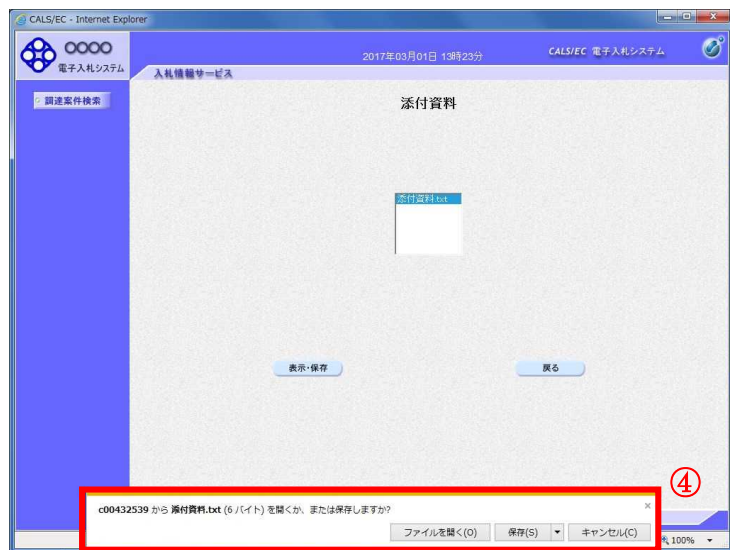 CALS/EC - Internet Explorer
OOOO
電子入札システム
2017年03月01日 13時23分
CALS/EC 電子入札システム
入札情報サービス
調達案件検索
添付資料
添付資料.txt
表示・保存
戻る
④
c00432539 から 添付資料.txt (6 バイト) を開くか、または保存しますか?
×
ファイルを開く(O)
保存(S)
キャンセル(C)
100%